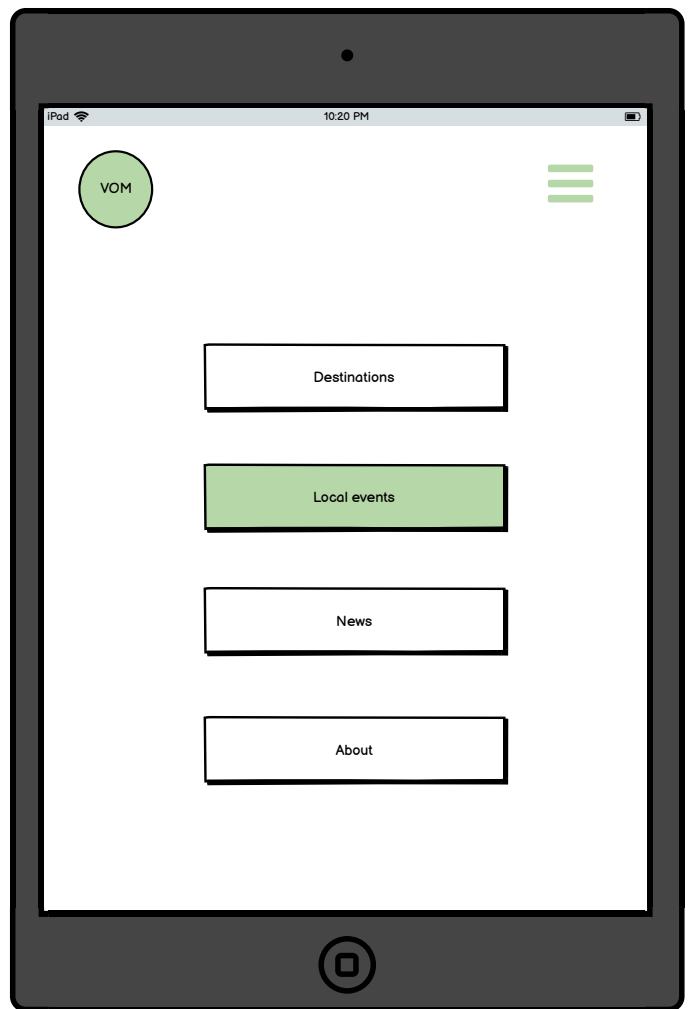 iPad
10:20 PM
VOM
Destinations
Local events
News
About